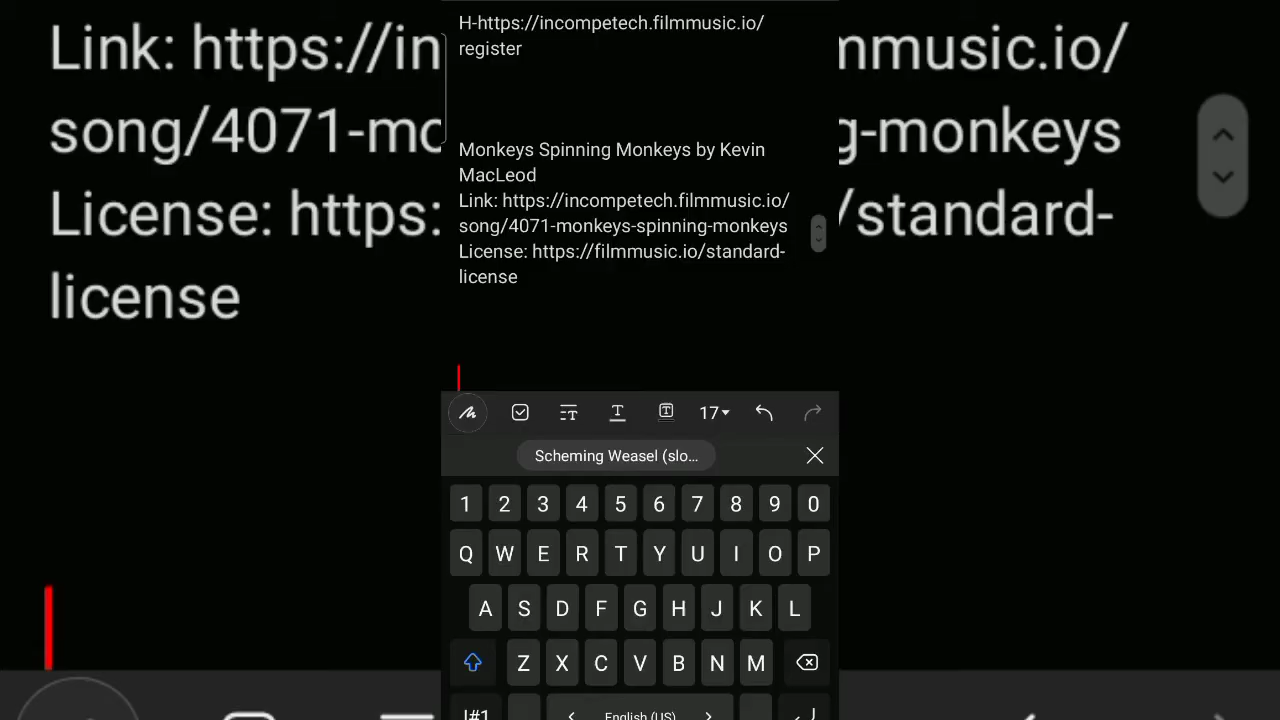 H-https://incompetech.filmmusic.io/
register
Monkeys Spinning Monkeys by Kevin
MacLeod
Link: https://incompetech.filmmusic.io/
song/4071-monkeys-spinning-monkeys
License: https://filmmusic.io/standard-
license
17
Scheming Weasel (slo...
1 2 3 4 5 6 7 8 9 0
Q W E R T Y U I O P
A S D F G H J K L
Z X C V B N M
!#1 English (US)
Link: https://in
mmusic.io/
song/4071-mo
g-monkeys
License: https:
/standard-
license